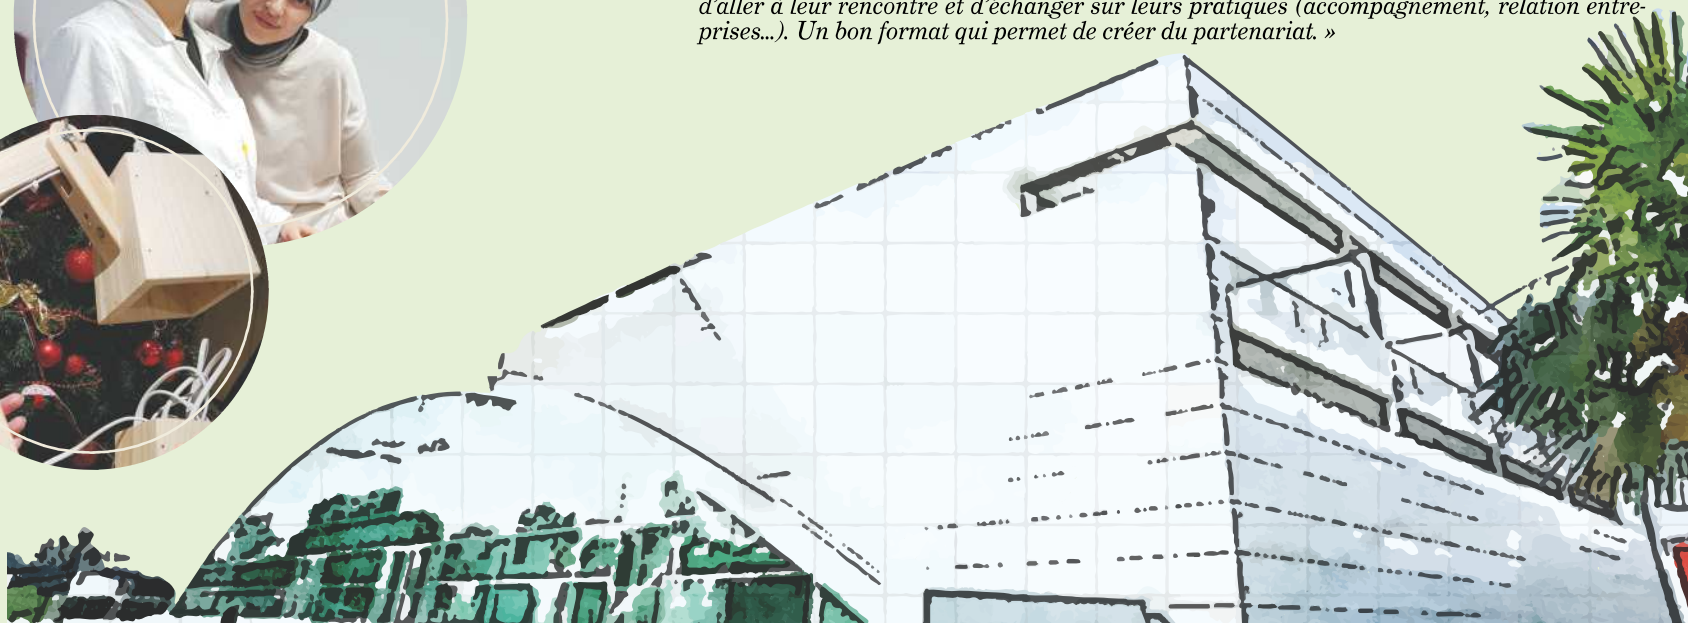 d'aller à leur rencontre et d'échanger sur leurs pratiques (accompagnement, relation entre-
prises...). Un bon format qui permet de créer du partenariat. »